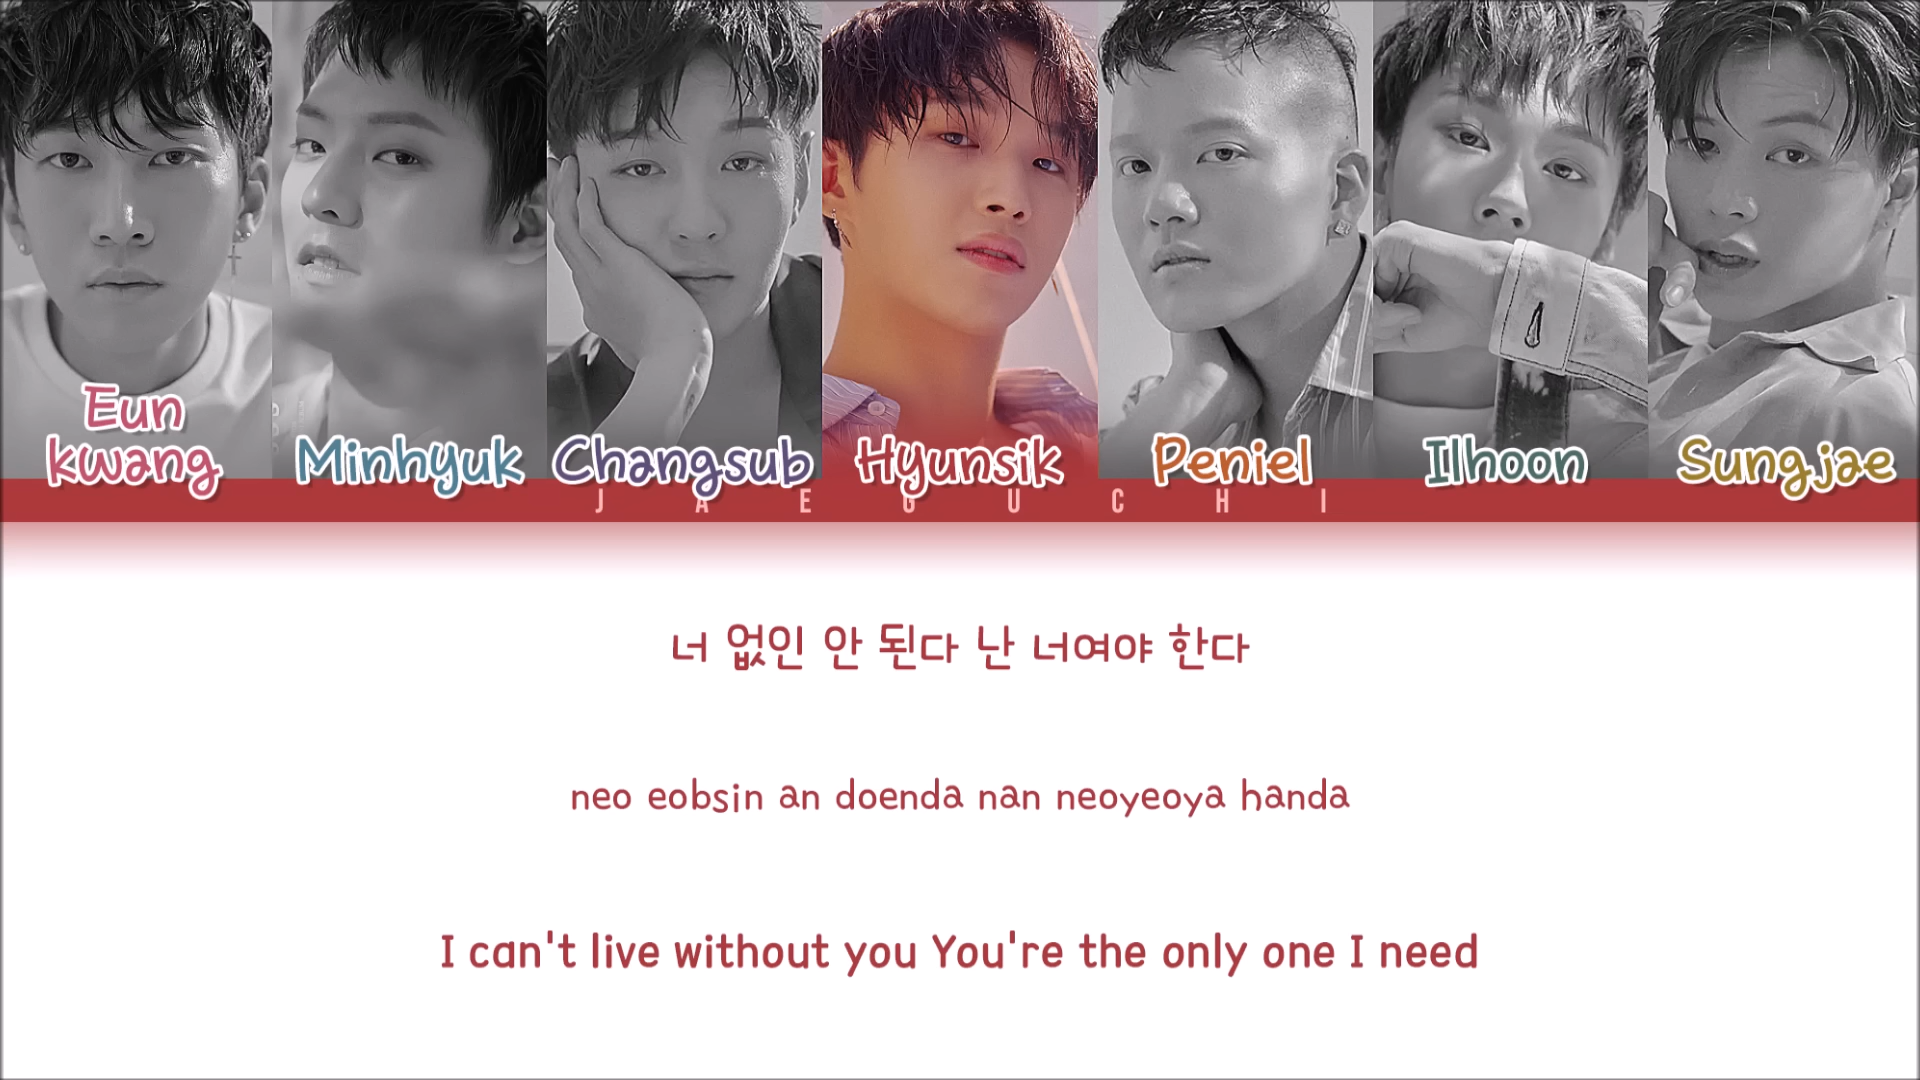 Eun
kwang
Minhyuk
Changsub
Hyunsik
Peniel
Ilhoon
Sungjae
JAEGUCHI
너 없인 안 된다 난 너여야 한다
neo eobsin an doenda nan neoyeoya handa
I can't live without you You're the only one I need